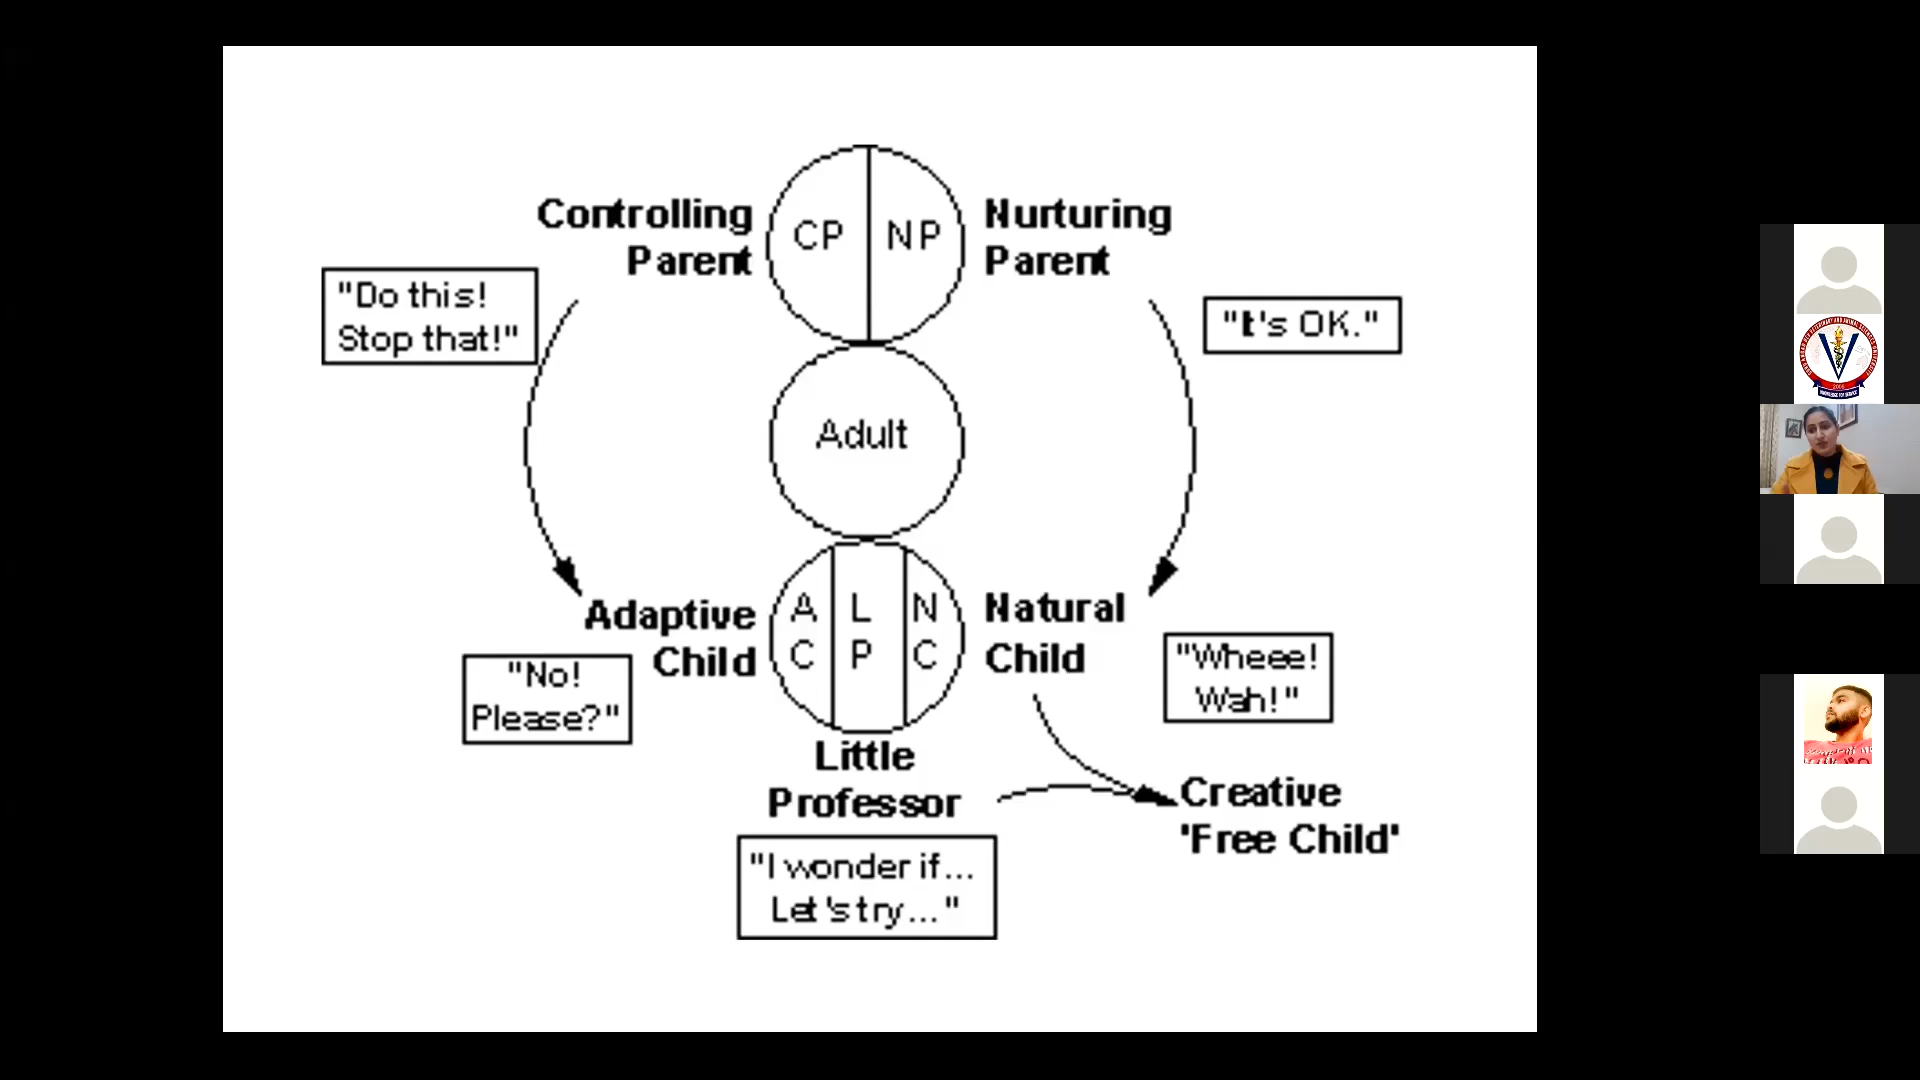 Controlling
Parent
CP
NP
Nurturing
Parent
"Do this!
Stop that!"
"It's OK."
Adult
Adaptive
Child
A
C
L
P
N
C
Natural
Child
"No!
Please?"
"Wheee!
Wah!"
Little
Professor
Creative
'Free Child'
"I wonder if...
Let's try..."